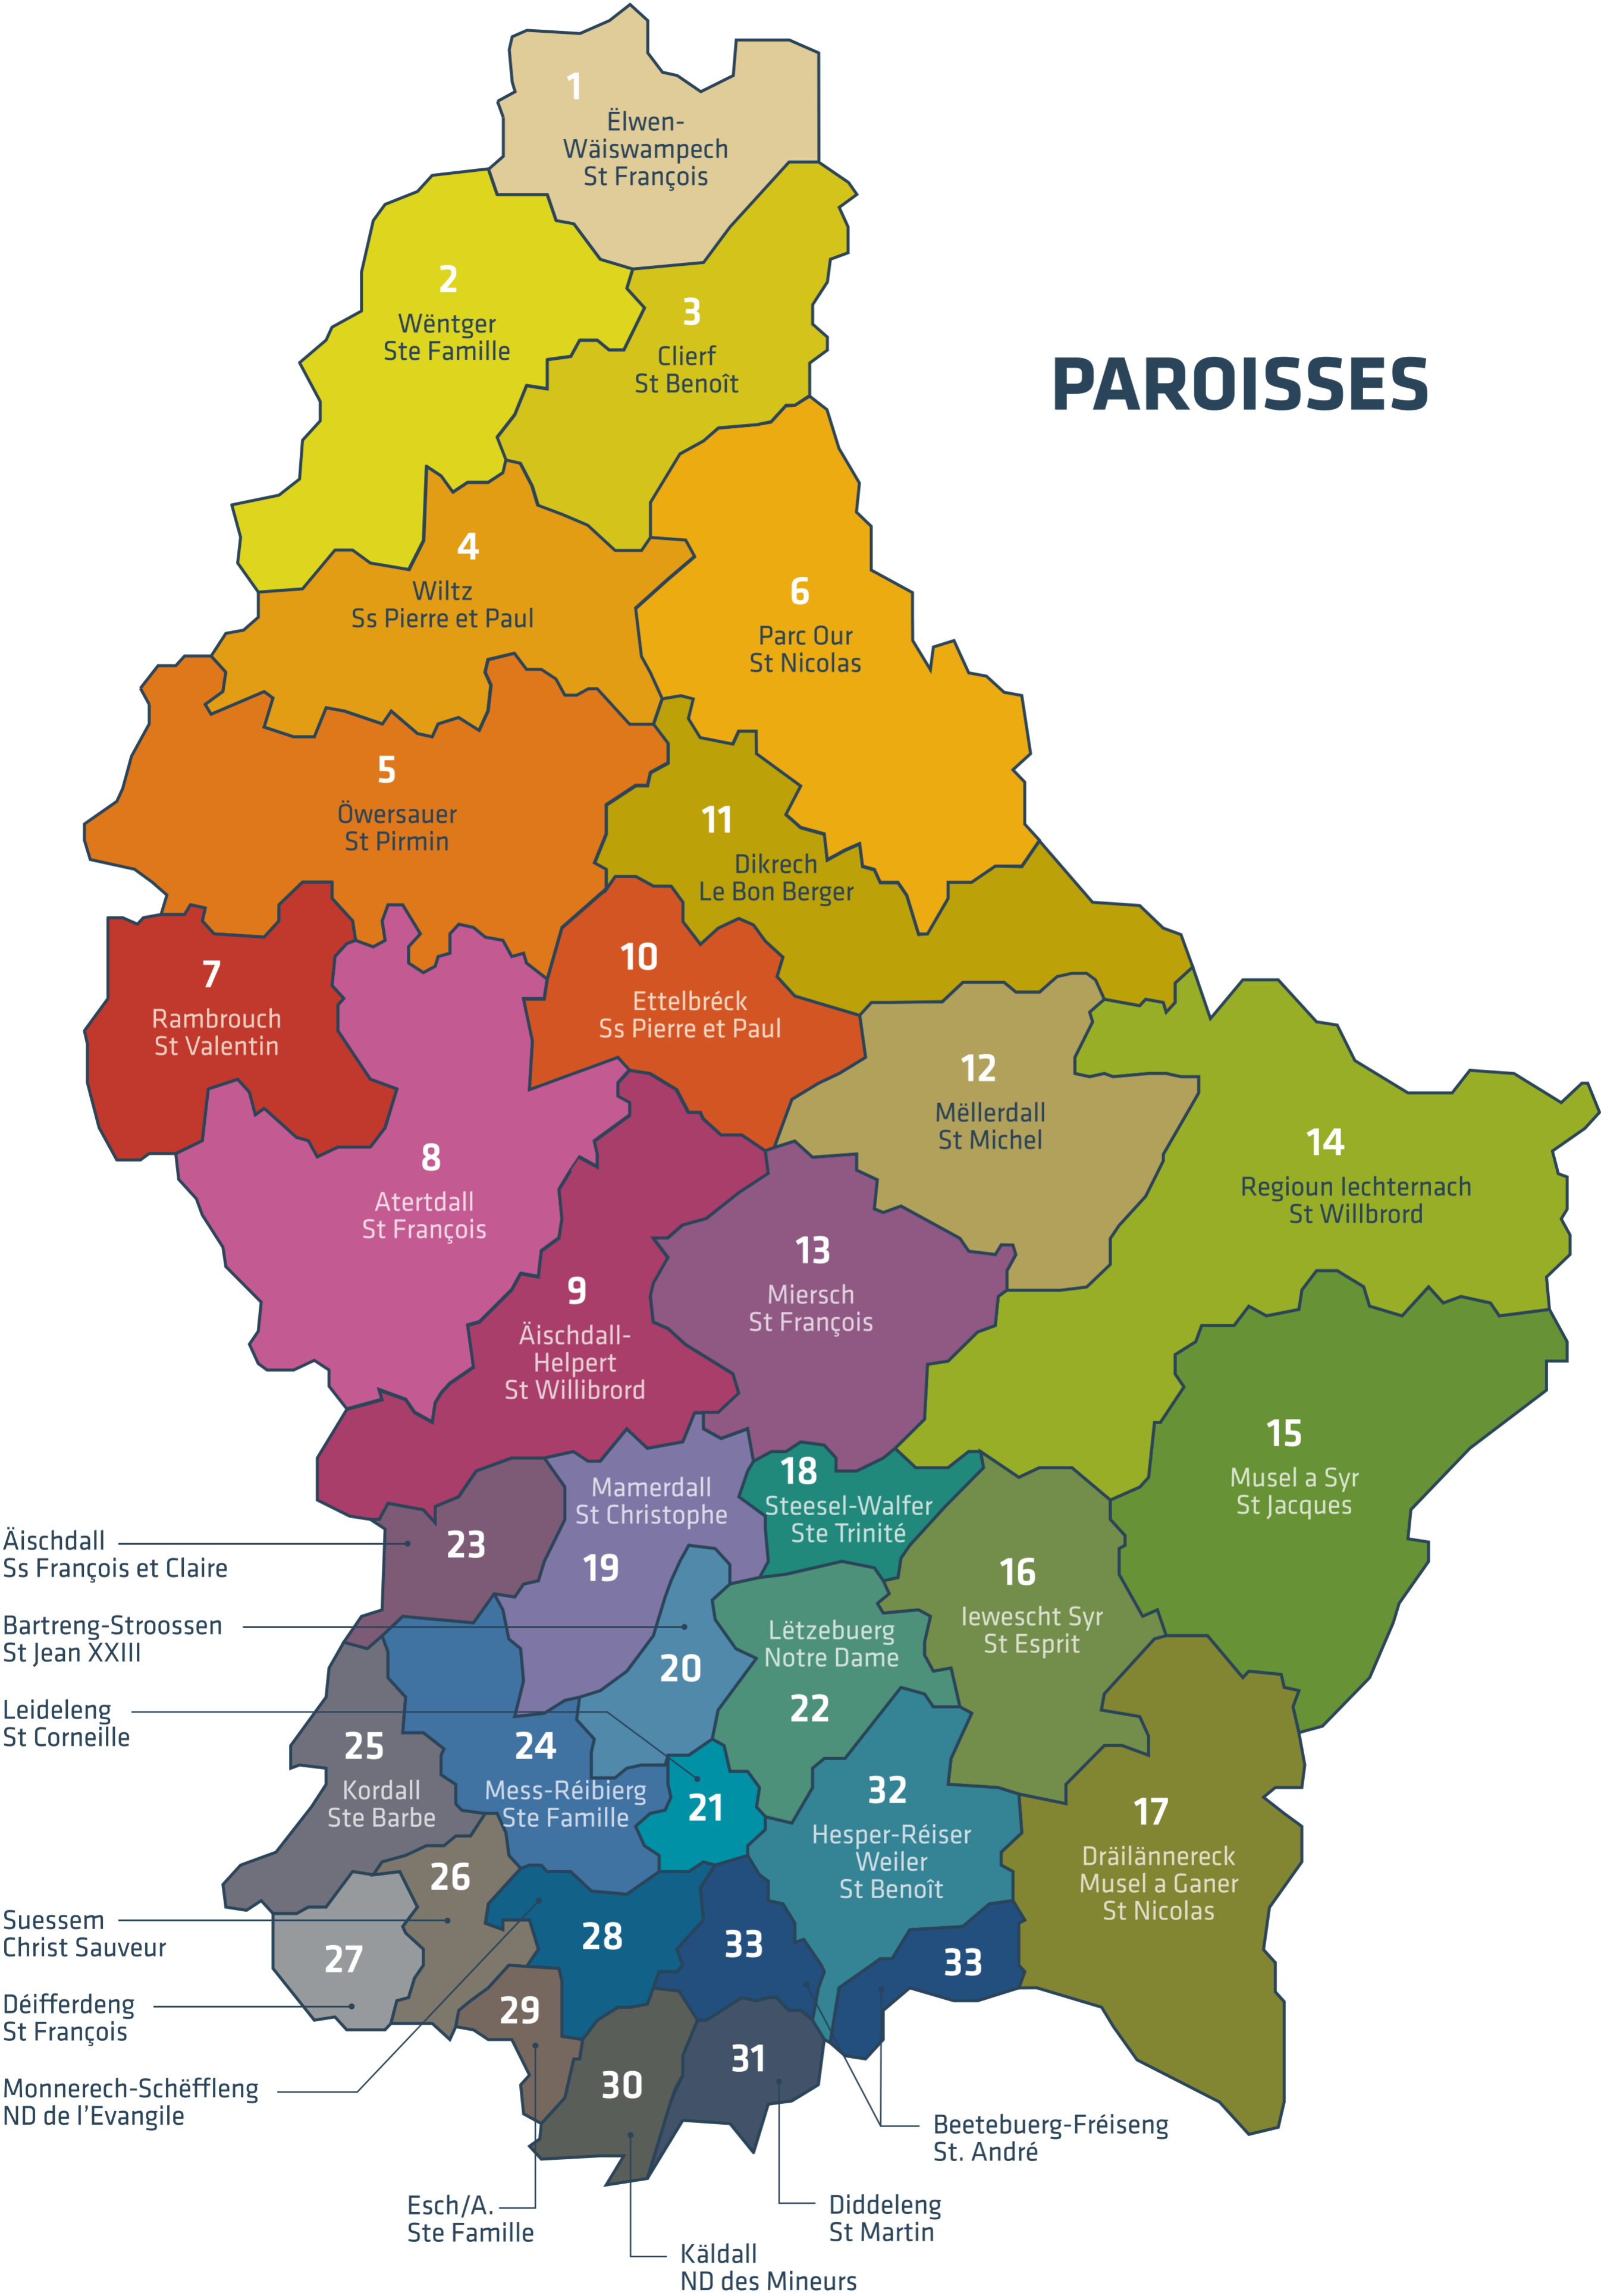 PAROISSES
1
Ëlwen-
Wäiswampech
St François
2
Wëntger
Ste Famille
3
Clierf
St Benoît
4
Wiltz
Ss Pierre et Paul
6
Parc Our
St Nicolas
5
Öwersauer
St Pirmin
11
Dikrech
Le Bon Berger
7
Rambrouch
St Valentin
10
Ettelbréck
Ss Pierre et Paul
12
Mëllerdall
St Michel
14
Regioun Iechternach
St Willbrord
8
Atertdall
St François
13
Miersch
St François
9
Äischdall-
Helpert
St Willibrord
15
Musel a Syr
St Jacques
18
Steesel-Walfer
Ste Trinité
Mamerdall
St Christophe
19
23
Äischdall
Ss François et Claire
16
Iewescht Syr
St Esprit
Bartreng-Stroossen
St Jean XXIII
20
Lëtzebuerg
Notre Dame
22
Leideleng
St Corneille
25
Kordall
Ste Barbe
24
Mess-Réibierg
Ste Famille
21
32
Hesper-Réiser
Weiler
St Benoît
17
Dräilännereck
Musel a Ganer
St Nicolas
26
Suessem
Christ Sauveur
27
28
33
33
Déifferdeng
St François
29
Monnerech-Schëffleng
ND de l'Evangile
30
31
Beetebuerg-Fréiseng
St. André
Esch/A.
Ste Famille
Diddeleng
St Martin
Käldall
ND des Mineurs